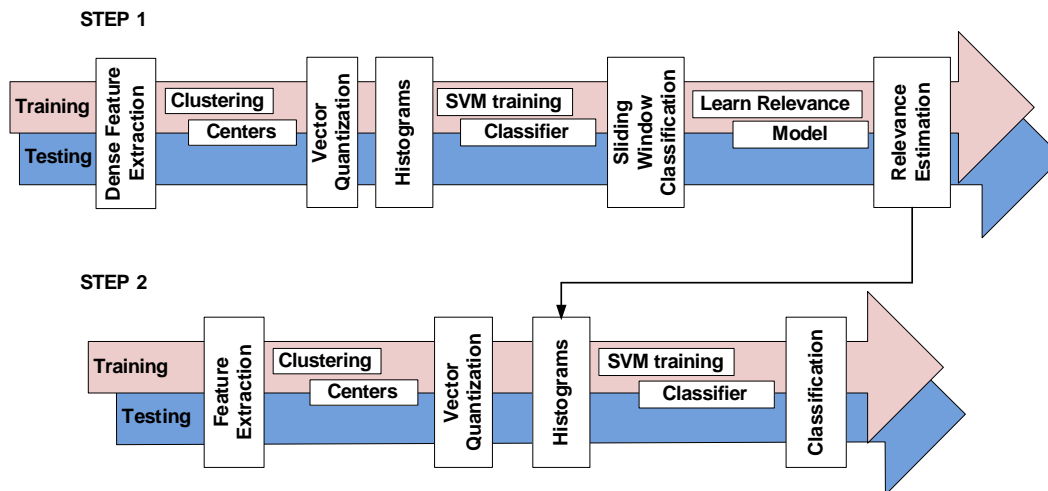 STEP 1
Training
Testing
Dense Feature
Extraction
Clustering
Centers
Vector
Quantization
Histograms
SVM training
Classifier
Sliding
Window
Classification
Learn Relevance
Model
Relevance
Estimation
STEP 2
Training
Testing
Feature
Extraction
Clustering
Centers
Vector
Quantization
Histograms
SVM training
Classifier
Classification